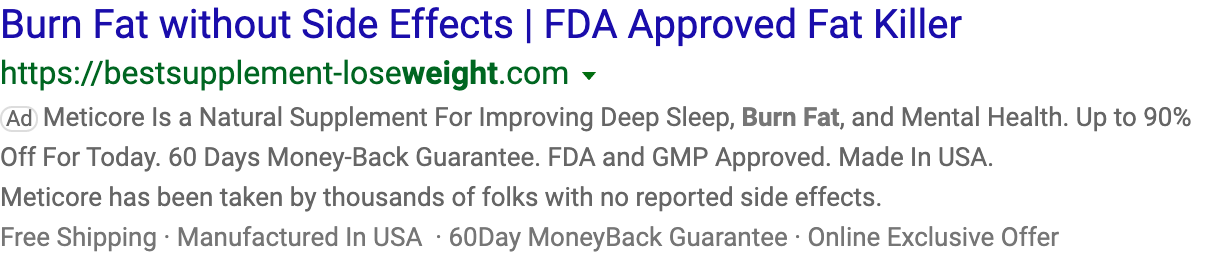 Burn Fat without Side Effects | FDA Approved Fat Killer
https://bestsupplement-loseweight.com
Ad Meticore Is a Natural Supplement For Improving Deep Sleep, Burn Fat, and Mental Health. Up to 90%
Off For Today. 60 Days Money-Back Guarantee. FDA and GMP Approved. Made In USA.
Meticore has been taken by thousands of folks with no reported side effects.
Free Shipping · Manufactured In USA · 60Day MoneyBack Guarantee · Online Exclusive Offer